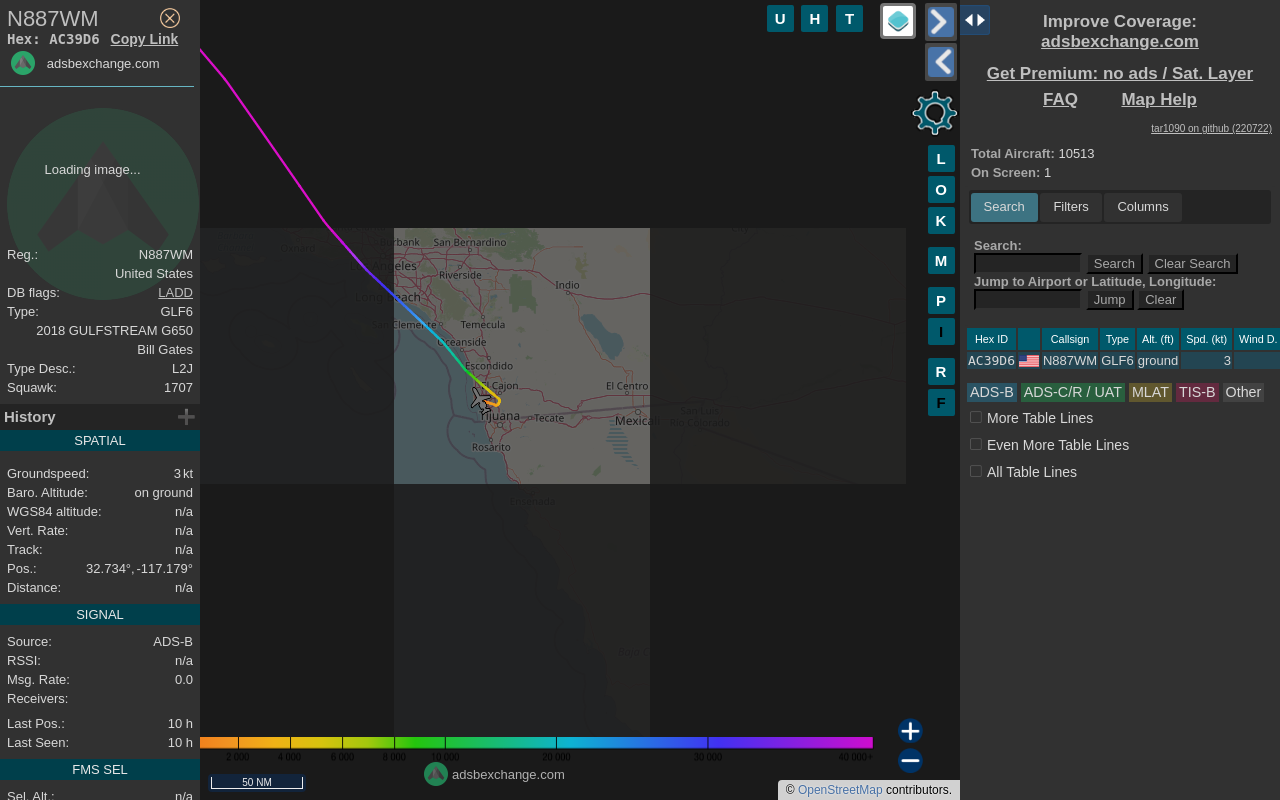 N887WM
Hex: AC39D6 Copy Link
adsbexchange.com
Loading image...
Reg.: N887WM
United States
DB flags: LADD
Type: GLF6
2018 GULFSTREAM G650
Bill Gates
Type Desc.: L2J
Squawk: 1707
History
SPATIAL
Groundspeed: 3 kt
Baro. Altitude: on ground
WGS84 altitude: n/a
Vert. Rate: n/a
Track: n/a
Pos.: 32.734°, -117.179°
Distance: n/a
SIGNAL
Source: ADS-B
RSSI: n/a
Msg. Rate: 0.0
Receivers:
Last Pos.: 10 h
Last Seen: 10 h
FMS SEL
Sel. Alt.: n/a
U H T
L
O
K
M
P
I
R
F
San Bernardino
Riverside
Indio
Long Beach
San Clemente
Temecula
Oceanside
Escondido
El Cajon
El Centro
Tijuana
Tecate
Mexicali
San Luis
Río Colorado
Rosarito
Ensenada
2 000 4 000 6 000 8 000 10 000 20 000 30 000 40 000+
50 NM
adsbexchange.com
© OpenStreetMap contributors.
Improve Coverage:
adsbexchange.com
Get Premium: no ads / Sat. Layer
FAQ Map Help
tar1090 on github (220722)
Total Aircraft: 10513
On Screen: 1
Search Filters Columns
Search:
Search Clear Search
Jump to Airport or Latitude, Longitude:
Jump Clear
Hex ID Callsign Type Alt. (ft) Spd. (kt) Wind D.
AC39D6 N887WM GLF6 ground 3
ADS-B ADS-C/R / UAT MLAT TIS-B Other
More Table Lines
Even More Table Lines
All Table Lines